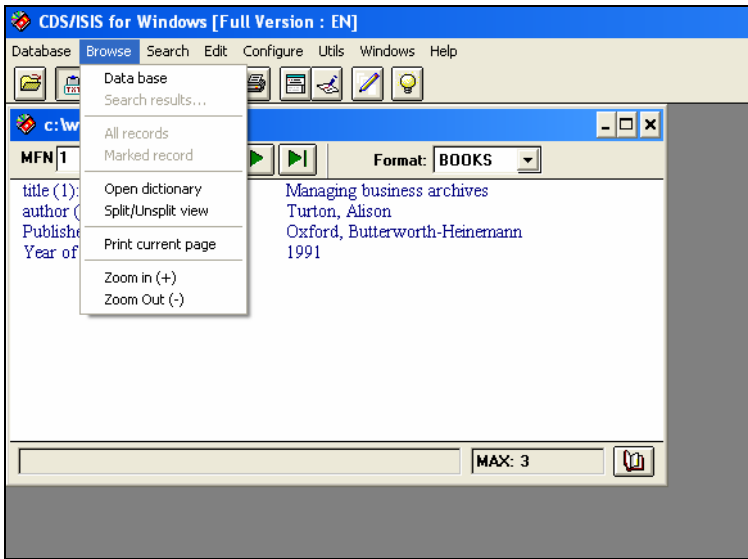 CDS/ISIS for Windows [Full Version : EN]
Database Browse Search Edit Configure Utils Windows Help
TXT
Data base
Search results...
All records
Marked record
Open dictionary
Split/Unsplit view
Print current page
Zoom in (+)
Zoom Out (-)
c:\w
MFN 1 Format: BOOKS
title (1): Managing business archives
author ( Turton, Alison
Publishe Oxford, Butterworth-Heinemann
Year of 1991
MAX: 3